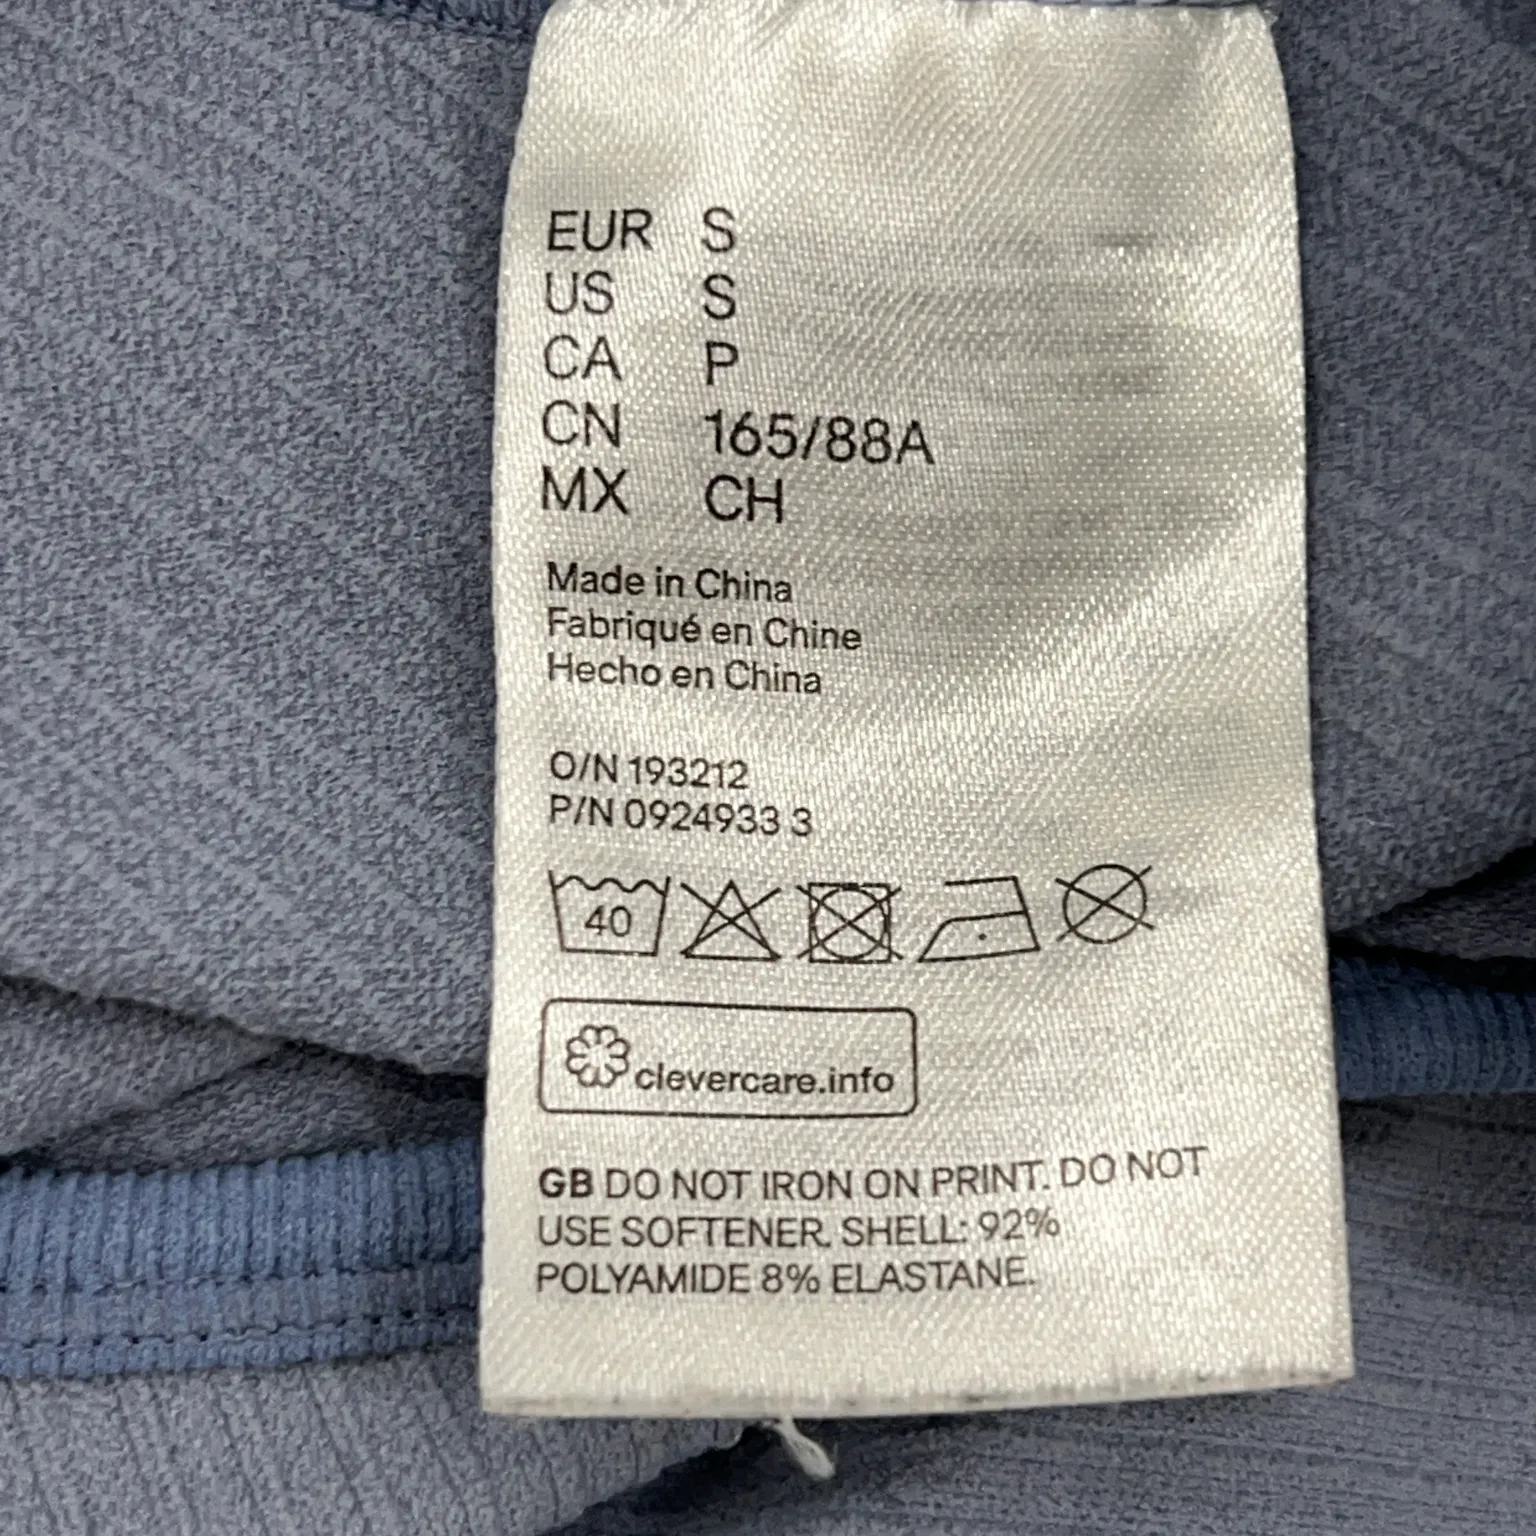 EUR S
US S
CA P
CN 165/88A
MX CH
Made in China
Fabriqué en Chine
Hecho en China
O/N 193212
P/N 0924933 3
40
clevercare.info
GB DO NOT IRON ON PRINT. DO NOT
USE SOFTENER. SHELL: 92%
POLYAMIDE 8% ELASTANE.